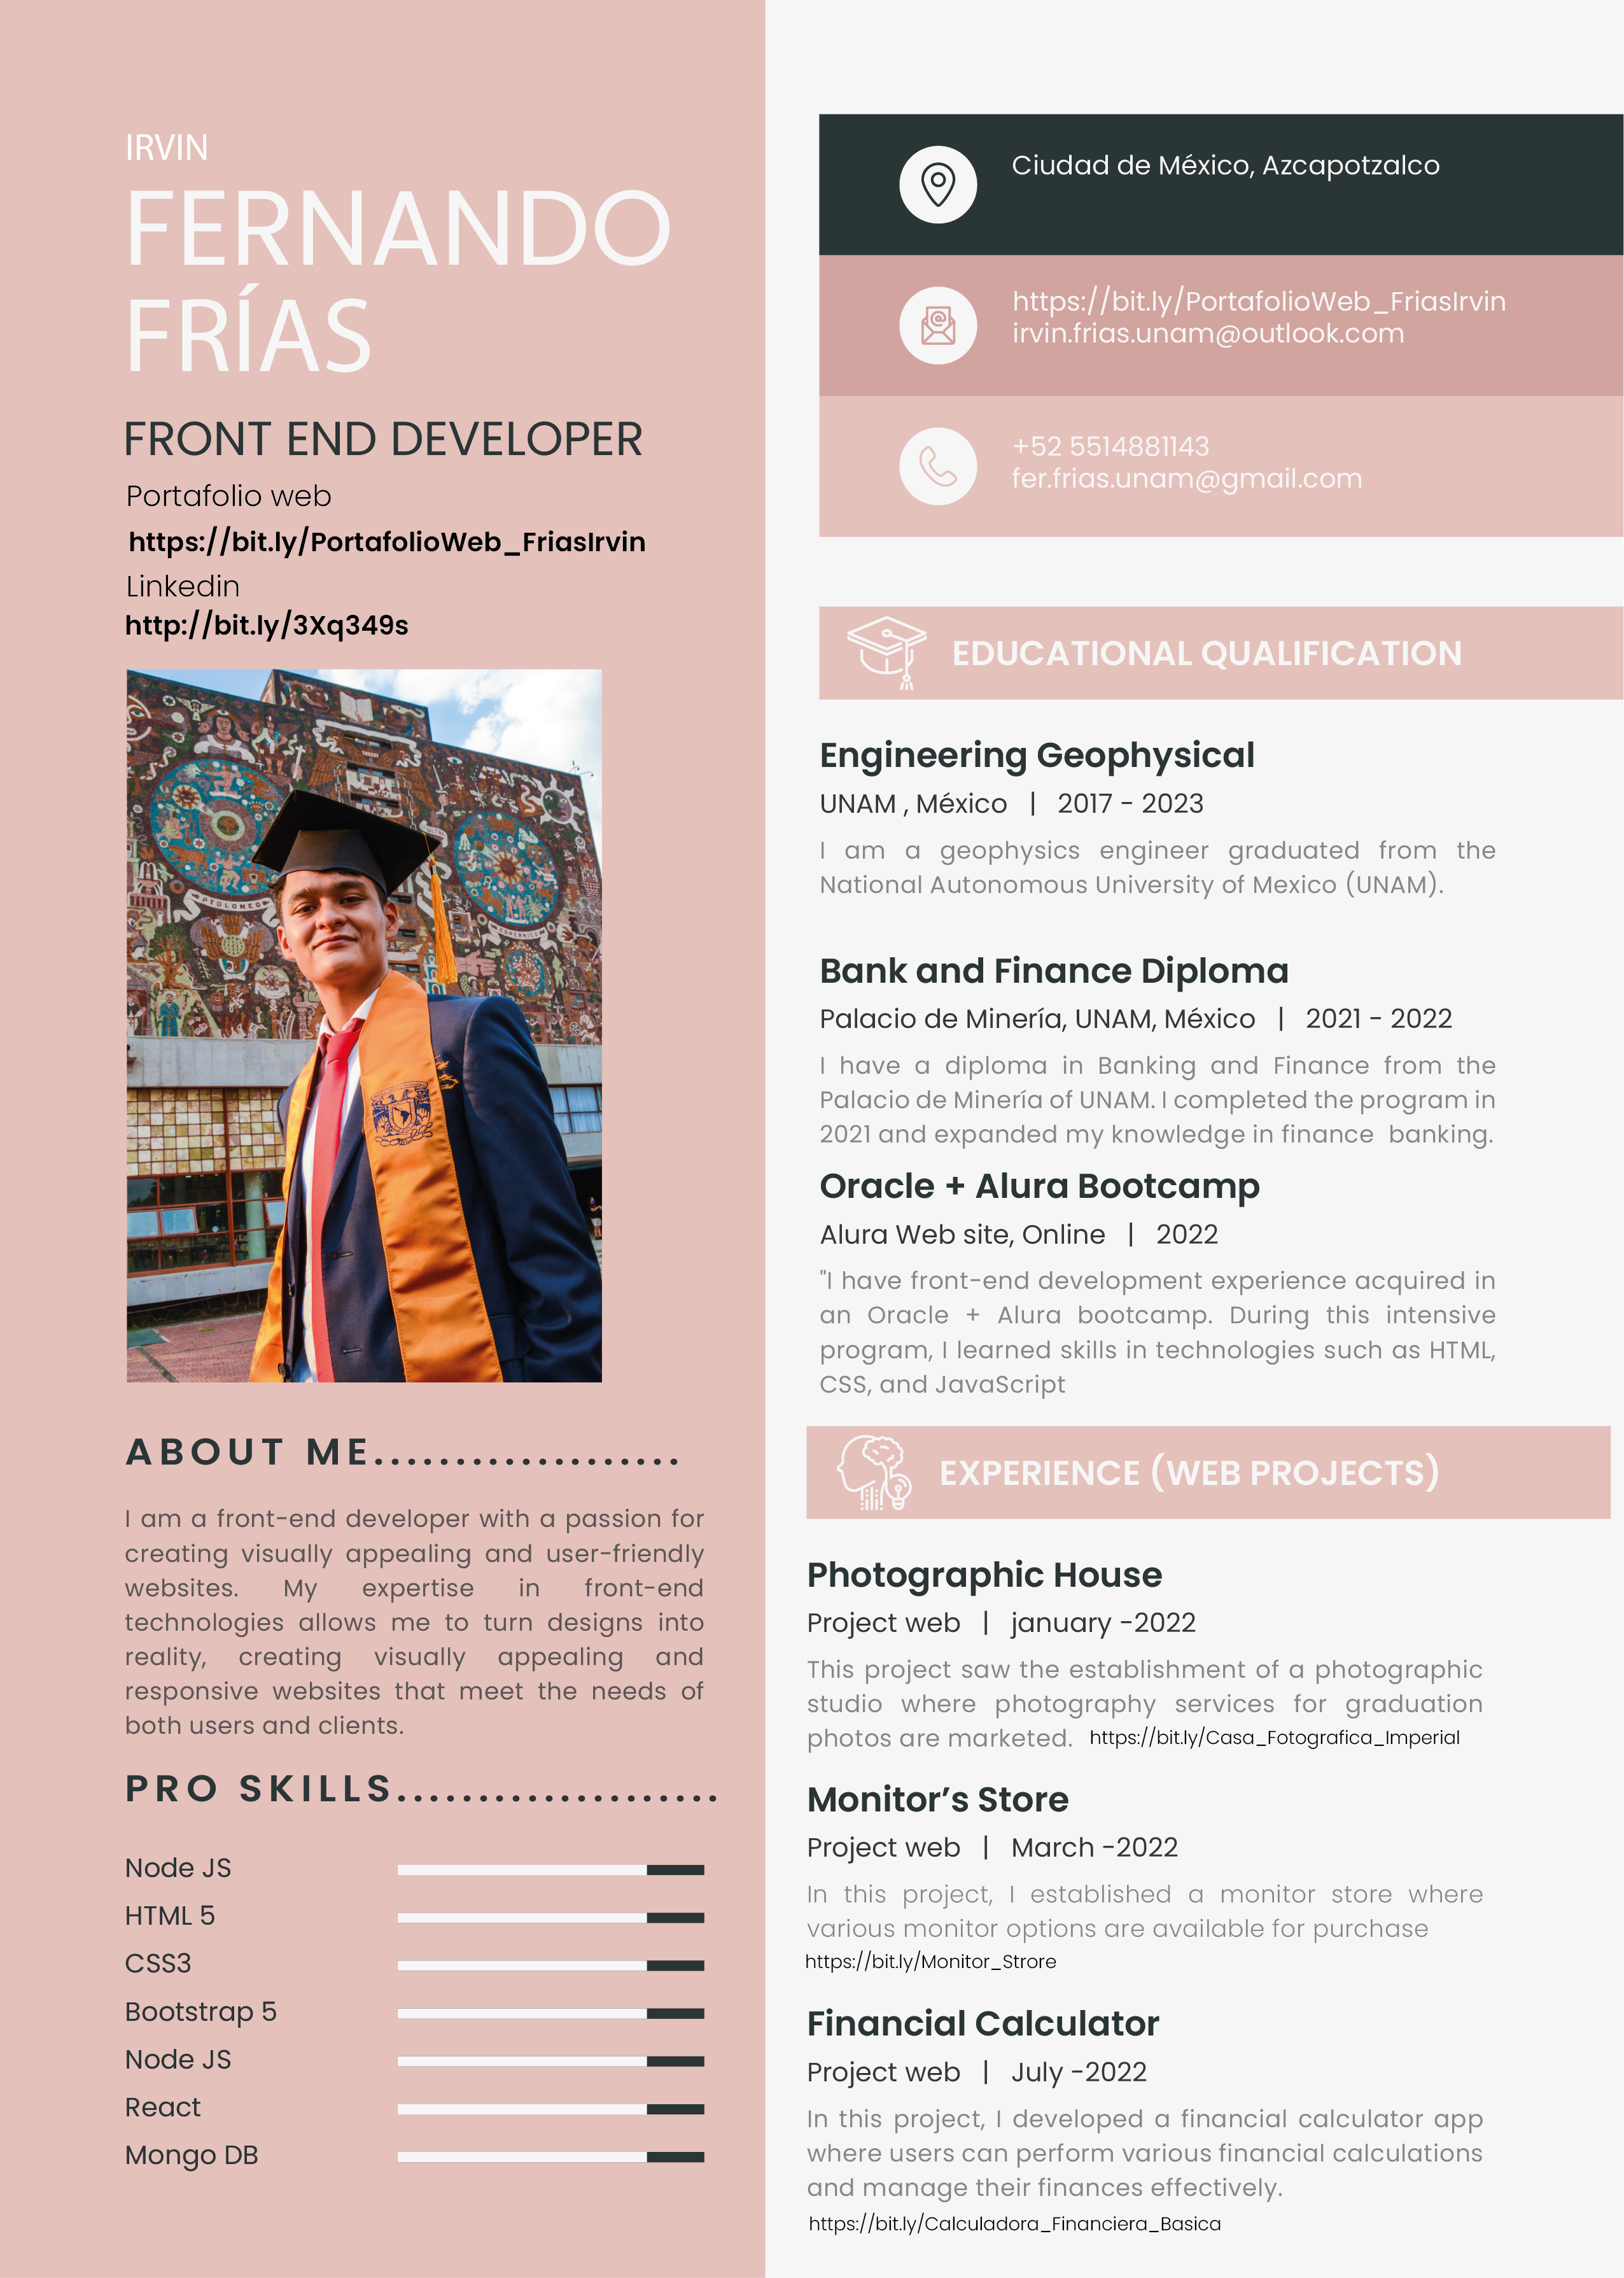 IRVIN
FERNANDO
FRÍAS
FRONT END DEVELOPER
Portafolio web
https://bit.ly/PortafolioWeb_FriasIrvin
Linkedin
http://bit.ly/3Xq349s
PTOLOMEO
COPERNICO
ABOUT ME...................
I am a front-end developer with a passion for
creating visually appealing and user-friendly
websites. My expertise in front-end
technologies allows me to turn designs into
reality, creating visually appealing and
responsive websites that meet the needs of
both users and clients.
PRO SKILLS....................
Node JS
HTML 5
CSS3
Bootstrap 5
Node JS
React
Mongo DB
Ciudad de México, Azcapotzalco
https://bit.ly/PortafolioWeb_FriasIrvin
irvin.frias.unam@outlook.com
+52 5514881143
fer.frias.unam@gmail.com
EDUCATIONAL QUALIFICATION
Engineering Geophysical
UNAM , México | 2017 - 2023
I am a geophysics engineer graduated from the
National Autonomous University of Mexico (UNAM).
Bank and Finance Diploma
Palacio de Minería, UNAM, México | 2021 - 2022
I have a diploma in Banking and Finance from the
Palacio de Minería of UNAM. I completed the program in
2021 and expanded my knowledge in finance banking.
Oracle + Alura Bootcamp
Alura Web site, Online | 2022
"I have front-end development experience acquired in
an Oracle + Alura bootcamp. During this intensive
program, I learned skills in technologies such as HTML,
CSS, and JavaScript
EXPERIENCE (WEB PROJECTS)
Photographic House
Project web | january -2022
This project saw the establishment of a photographic
studio where photography services for graduation
photos are marketed. https://bit.ly/Casa_Fotografica_Imperial
Monitor’s Store
Project web | March -2022
In this project, I established a monitor store where
various monitor options are available for purchase
https://bit.ly/Monitor_Strore
Financial Calculator
Project web | July -2022
In this project, I developed a financial calculator app
where users can perform various financial calculations
and manage their finances effectively.
https://bit.ly/Calculadora_Financiera_Basica